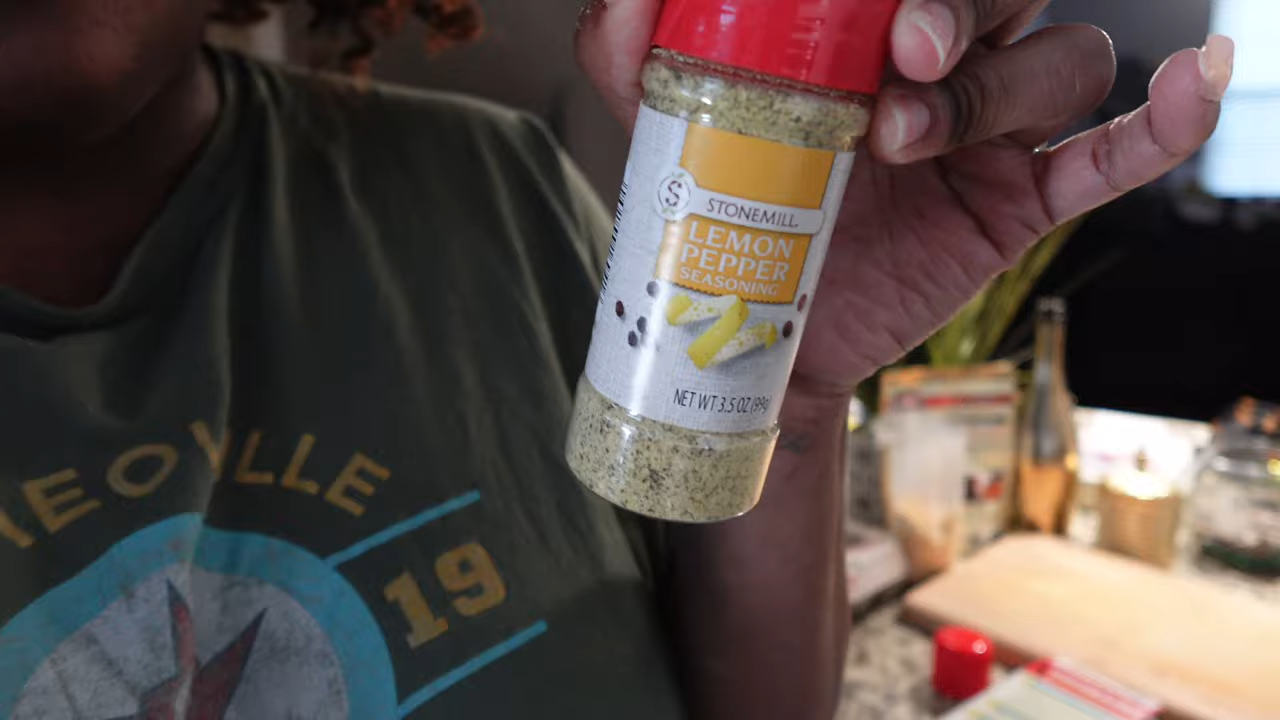 S
STONEMILL
LEMON
PEPPER
SEASONING
NET WT 3.5 OZ (99g)
EOVILLE
19